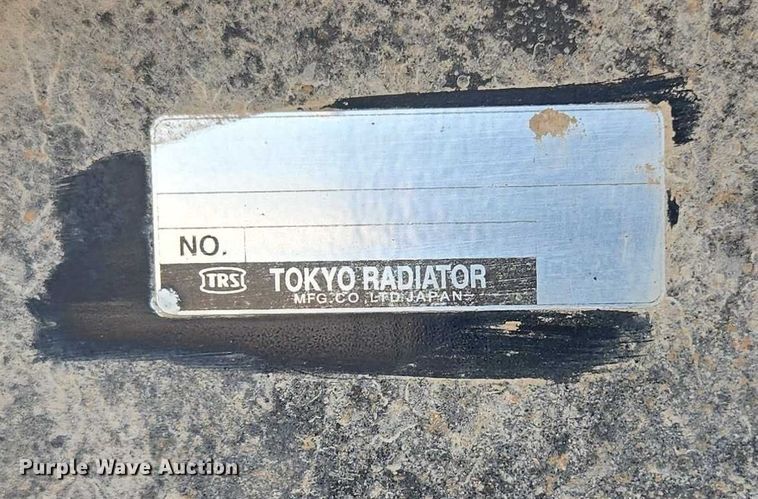 NO.
TRS TOKYO RADIATOR
MFG.CO.,LTD.JAPAN
Purple Wave Auction